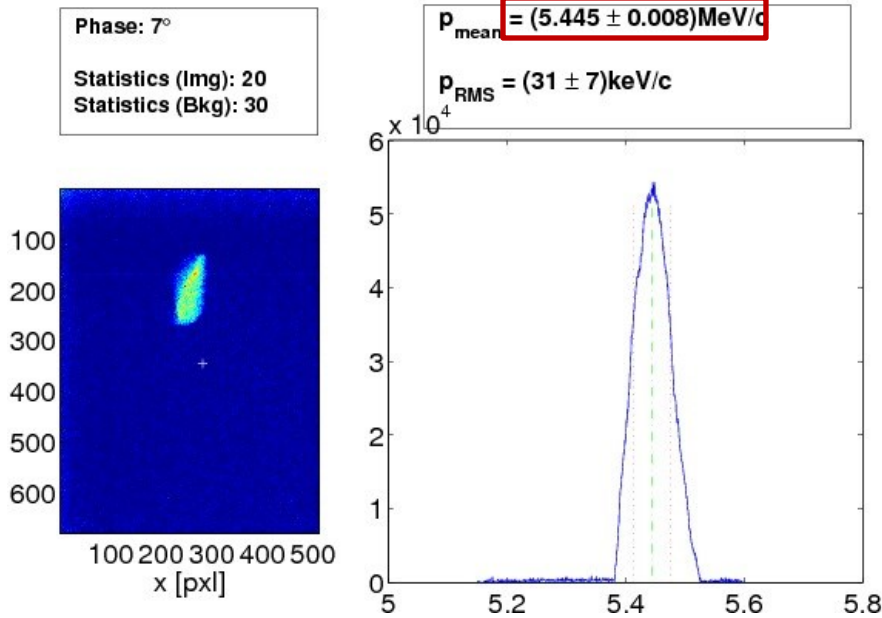 Phase: 7°
Statistics (Img): 20
Statistics (Bkg): 30
p_mean = (5.445 ± 0.008)MeV/c
p_RMS = (31 ± 7)keV/c
100
200
300
400
500
600
100 200 300 400 500
x [pxl]
x 10^4
6
5
4
3
2
1
0
5 5.2 5.4 5.6 5.8